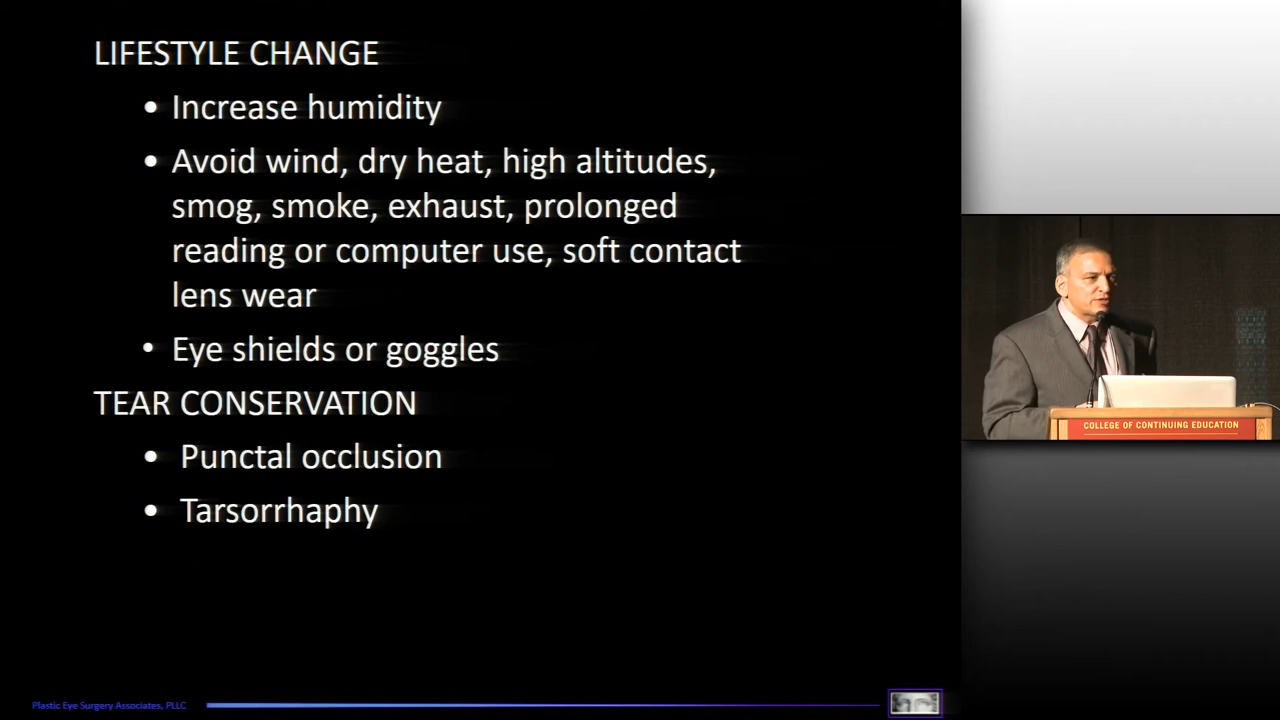 LIFESTYLE CHANGE
• Increase humidity
• Avoid wind, dry heat, high altitudes,
smog, smoke, exhaust, prolonged
reading or computer use, soft contact
lens wear
• Eye shields or goggles
TEAR CONSERVATION
• Punctal occlusion
• Tarsorrhaphy
COLLEGE OF CONTINUING EDUCATION
Plastic Eye Surgery Associates, PLLC